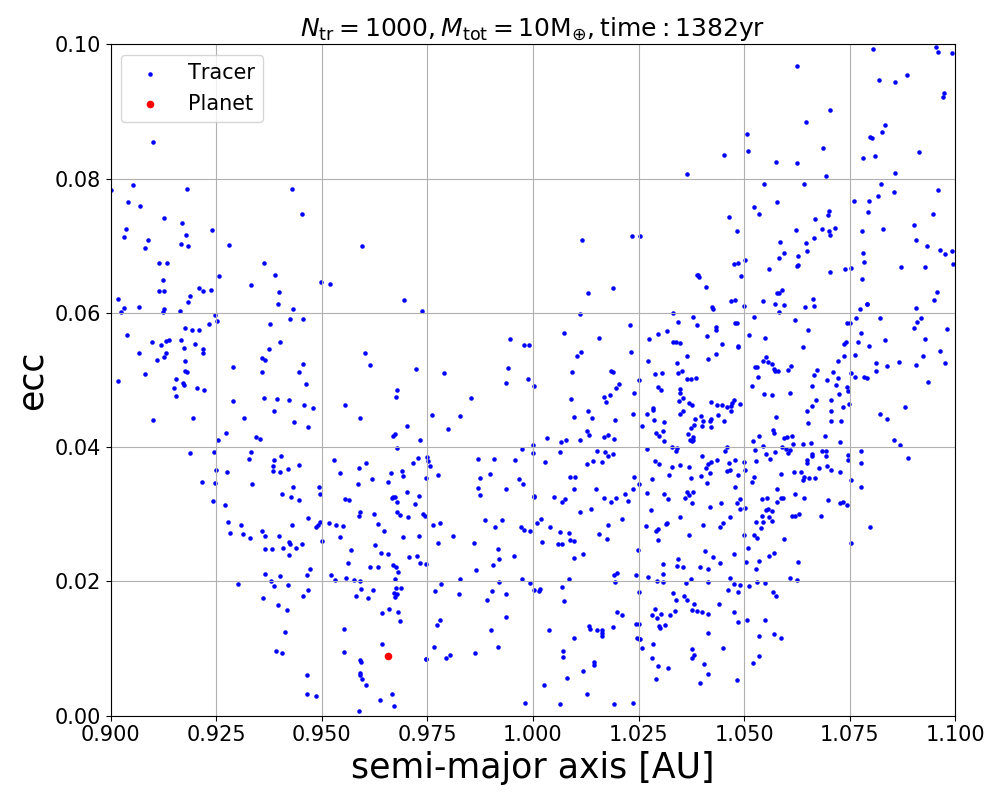 N_tr = 1000, M_tot = 10M_⊕, time : 1382yr
Tracer
Planet
ecc
0.10
0.08
0.06
0.04
0.02
0.00
0.900 0.925 0.950 0.975 1.000 1.025 1.050 1.075 1.100
semi-major axis [AU]